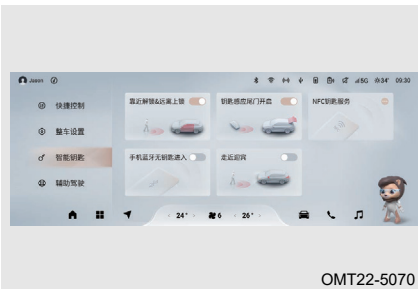 Jason
5G 34° 09:30
快捷控制
整车设置
智能钥匙
辅助驾驶
靠近解锁&远离上锁
钥匙感应尾门开启
NFC钥匙服务
手机蓝牙无钥匙进入
走近迎宾
24° 6 26°
OMT22-5070